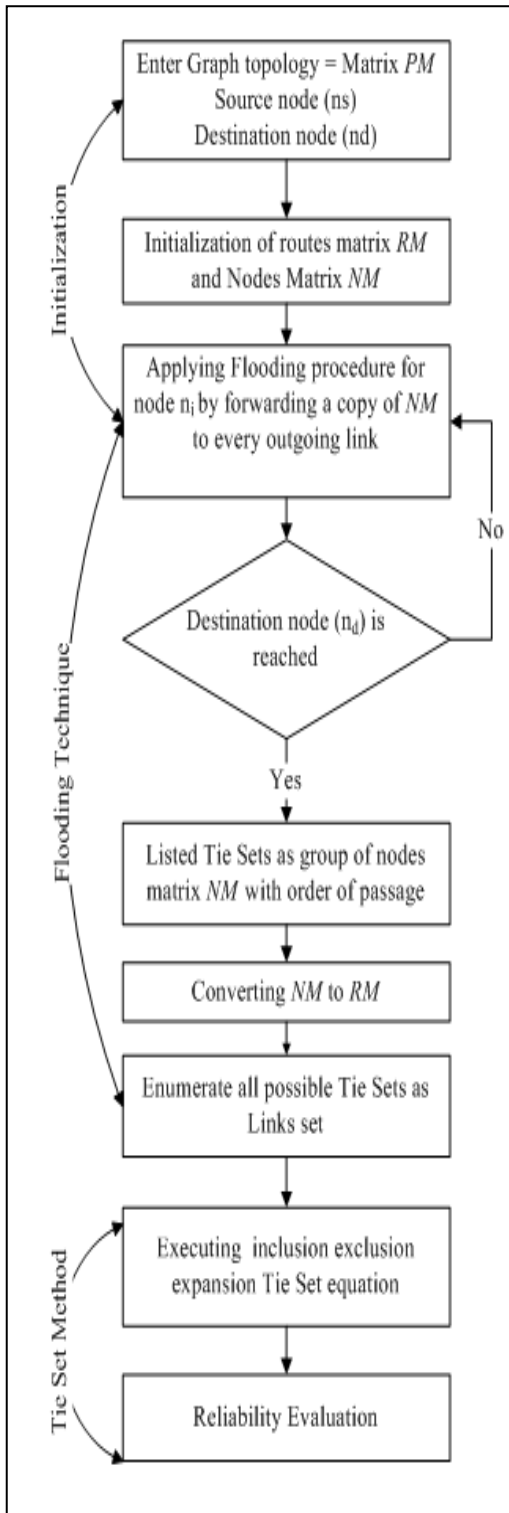 Enter Graph topology = Matrix PM
Source node (ns)
Destination node (nd)
Initialization
Initialization of routes matrix RM
and Nodes Matrix NM
Applying Flooding procedure for
node ni by forwarding a copy of NM
to every outgoing link
No
Destination node (nd) is
reached
Yes
Flooding Technique
Listed Tie Sets as group of nodes
matrix NM with order of passage
Converting NM to RM
Enumerate all possible Tie Sets as
Links set
Tie Set Method
Executing inclusion exclusion
expansion Tie Set equation
Reliability Evaluation